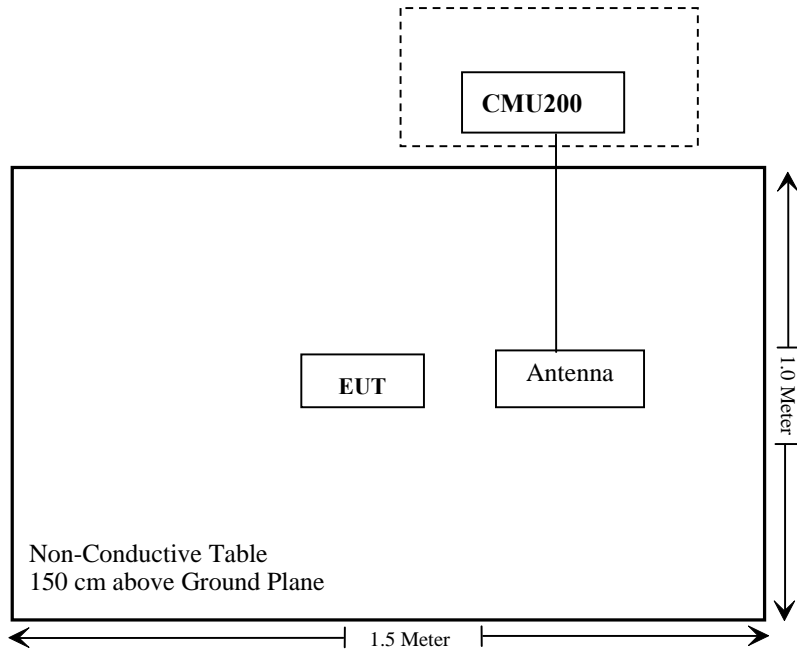 CMU200
EUT
Antenna
1.0 Meter
Non-Conductive Table
150 cm above Ground Plane
1.5 Meter